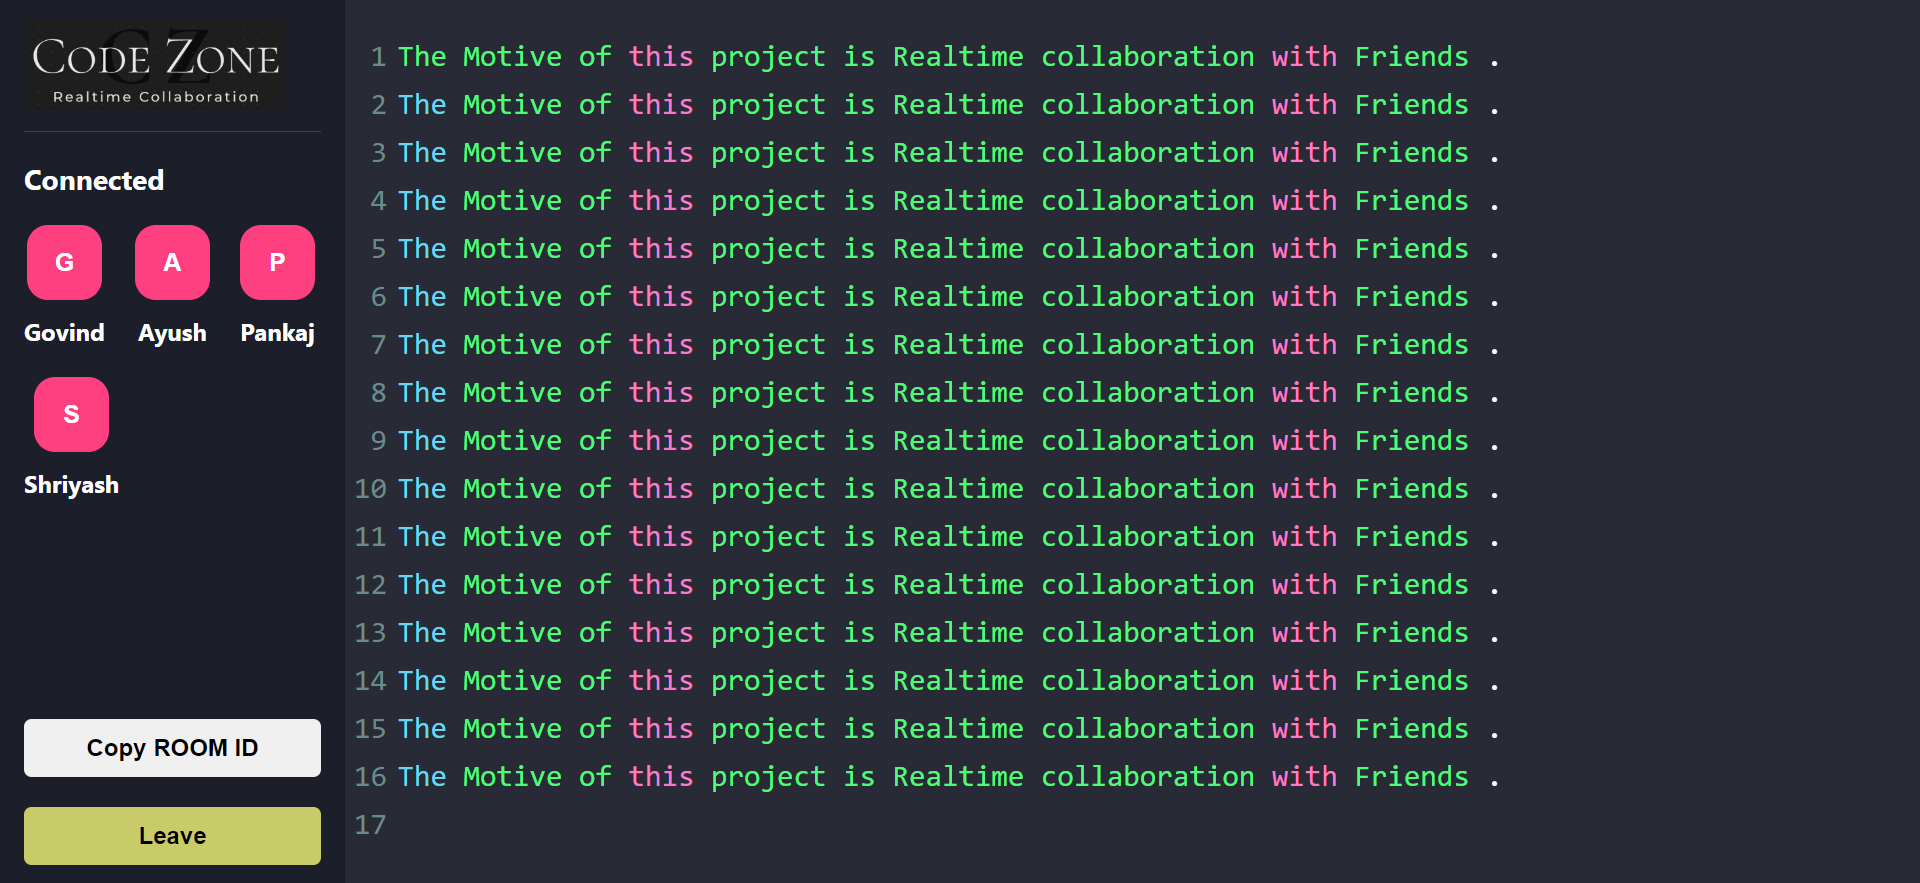 CODE ZONE
Realtime Collaboration
Connected
G A P
Govind Ayush Pankaj
S
Shriyash
Copy ROOM ID
Leave
1 The Motive of this project is Realtime collaboration with Friends .
2 The Motive of this project is Realtime collaboration with Friends .
3 The Motive of this project is Realtime collaboration with Friends .
4 The Motive of this project is Realtime collaboration with Friends .
5 The Motive of this project is Realtime collaboration with Friends .
6 The Motive of this project is Realtime collaboration with Friends .
7 The Motive of this project is Realtime collaboration with Friends .
8 The Motive of this project is Realtime collaboration with Friends .
9 The Motive of this project is Realtime collaboration with Friends .
10 The Motive of this project is Realtime collaboration with Friends .
11 The Motive of this project is Realtime collaboration with Friends .
12 The Motive of this project is Realtime collaboration with Friends .
13 The Motive of this project is Realtime collaboration with Friends .
14 The Motive of this project is Realtime collaboration with Friends .
15 The Motive of this project is Realtime collaboration with Friends .
16 The Motive of this project is Realtime collaboration with Friends .
17